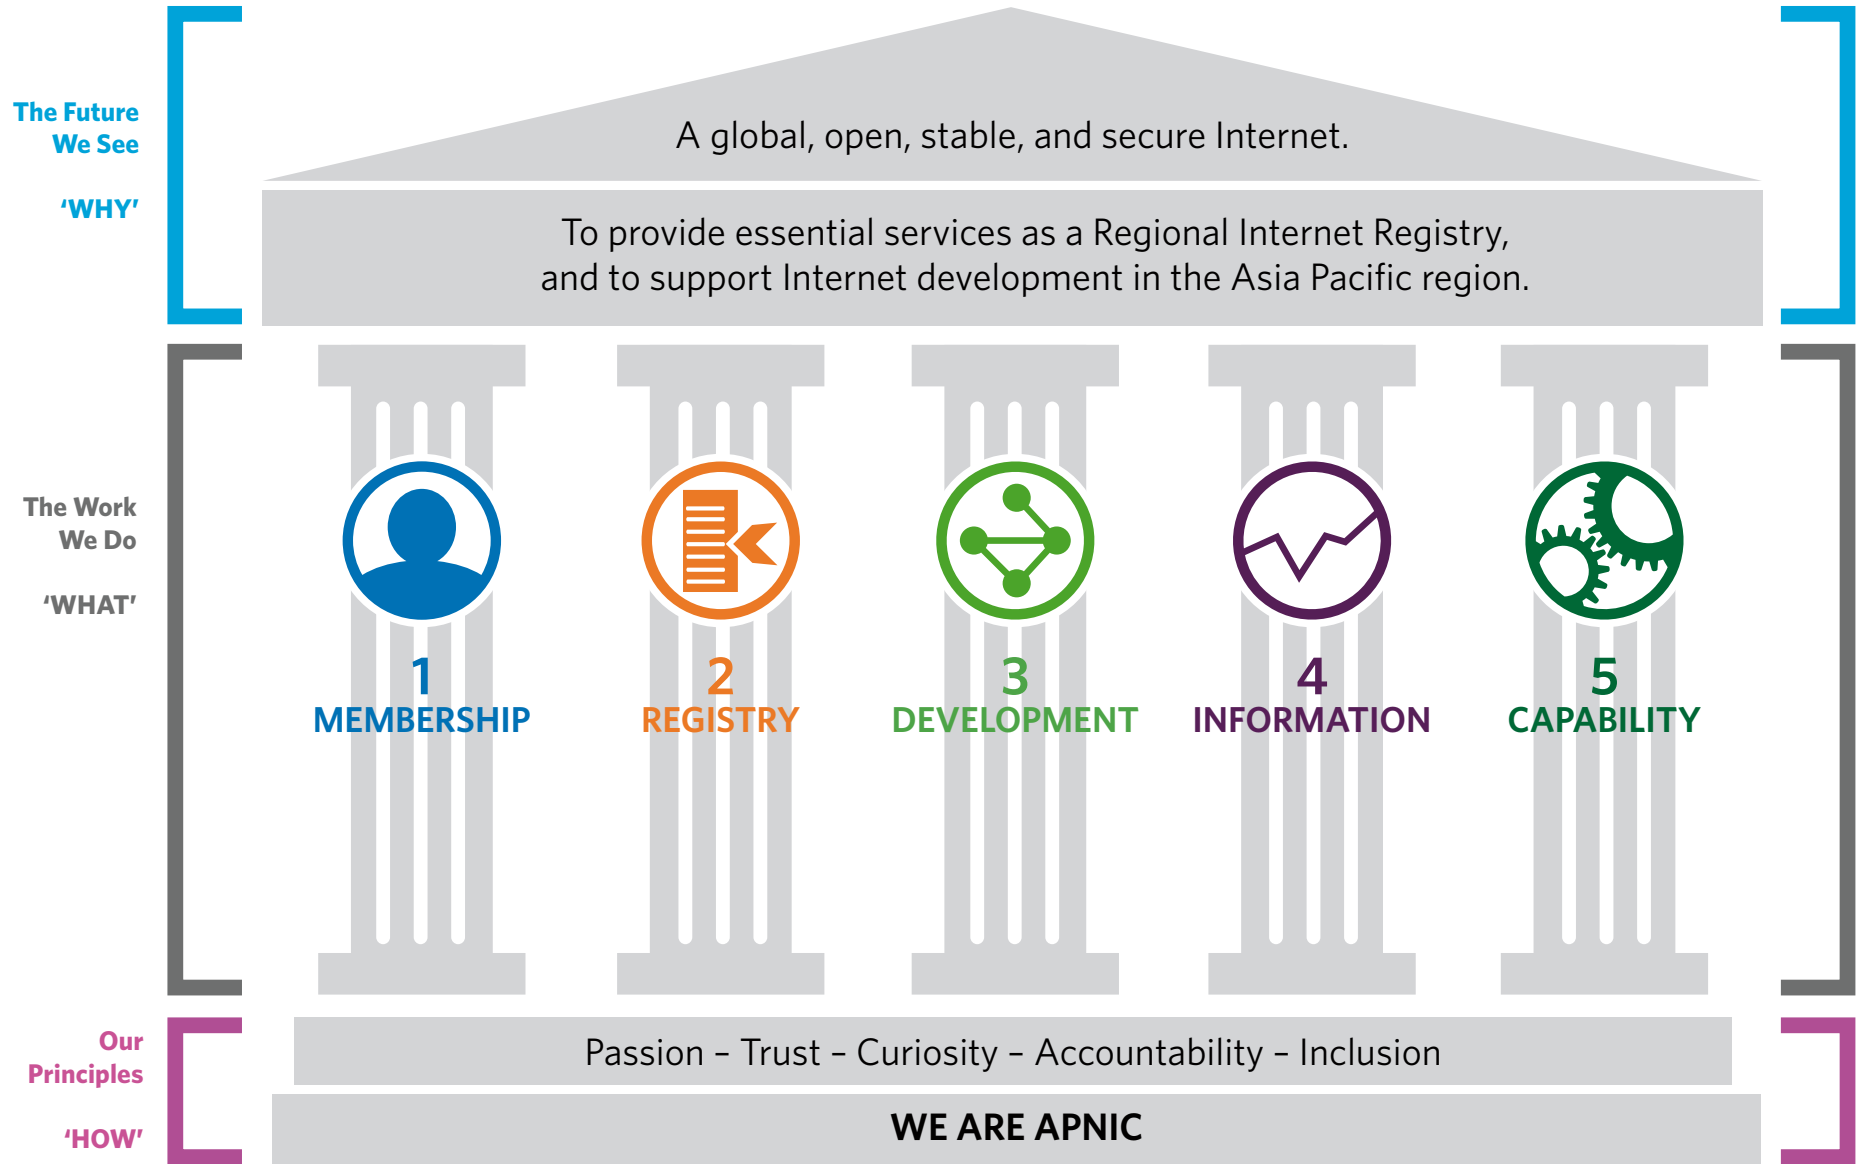 The Future
We See
‘WHY’
A global, open, stable, and secure Internet.
To provide essential services as a Regional Internet Registry,
and to support Internet development in the Asia Pacific region.
The Work
We Do
‘WHAT’
1
MEMBERSHIP
2
REGISTRY
3
DEVELOPMENT
4
INFORMATION
5
CAPABILITY
Our
Principles
‘HOW’
Passion – Trust – Curiosity – Accountability – Inclusion
WE ARE APNIC